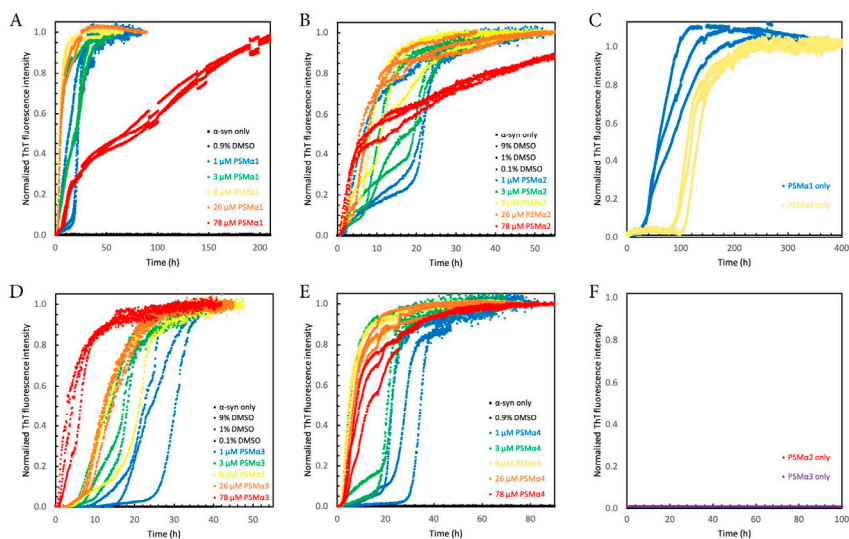 A
Normalized ThT fluorescence intensity
1.0
0.8
0.6
0.4
0.2
0.0
0
50
100
150
200
Time (h)
α-syn only
0.9% DMSO
1 µM PSMα1
3 µM PSMα1
9 µM PSMα1
26 µM PSMα1
78 µM PSMα1
B
Normalized ThT fluorescence intensity
1.0
0.8
0.6
0.4
0.2
0.0
0
10
20
30
40
50
Time (h)
α-syn only
9% DMSO
1% DMSO
0.1% DMSO
1 µM PSMα2
3 µM PSMα2
9 µM PSMα2
26 µM PSMα2
78 µM PSMα2
C
Normalized ThT fluorescence intensity
1.0
0.8
0.6
0.4
0.2
0.0
0
100
200
300
400
Time (h)
PSMα1 only
PSMα4 only
D
Normalized ThT fluorescence intensity
1.0
0.8
0.6
0.4
0.2
0.0
0
10
20
30
40
50
Time (h)
α-syn only
9% DMSO
1% DMSO
0.1% DMSO
1 µM PSMα3
3 µM PSMα3
9 µM PSMα3
26 µM PSMα3
78 µM PSMα3
E
Normalized ThT fluorescence intensity
1.0
0.8
0.6
0.4
0.2
0.0
0
20
40
60
80
Time (h)
α-syn only
0.9% DMSO
1 µM PSMα4
3 µM PSMα4
9 µM PSMα4
26 µM PSMα4
78 µM PSMα4
F
Normalized ThT fluorescence intensity
1.0
0.8
0.6
0.4
0.2
0.0
0
20
40
60
80
100
Time (h)
PSMα2 only
PSMα3 only